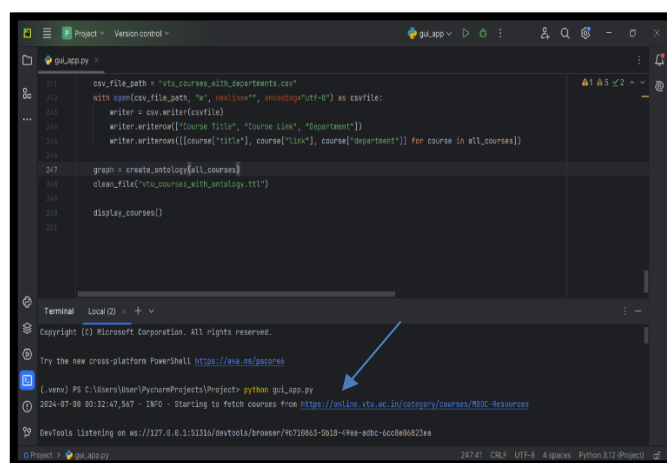 Project Version control gui_app
gui_app.py
241 csv_file_path = "vtu_courses_with_departments.csv" 1 5 2
242 with open(csv_file_path, "w", newline="", encoding="utf-8") as csvfile:
243 writer = csv.writer(csvfile)
244 writer.writerow(["Course Title", "Course Link", "Department"])
245 writer.writerows([[course["title"], course["link"], course["department"]] for course in all_courses])
246
247 graph = create_ontology(all_courses)
248 clean_file("vtu_courses_with_ontology.ttl")
249
250 display_courses()
251
Terminal Local (2)
Copyright (C) Microsoft Corporation. All rights reserved.
Try the new cross-platform PowerShell https://aka.ms/pscore6
(.venv) PS C:\Users\User\PycharmProjects\Project> python gui_app.py
2024-07-08 00:32:47,567 - INFO - Starting to fetch courses from https://online.vtu.ac.in/category/courses/MOOC-Resources
DevTools listening on ws://127.0.0.1:51316/devtools/browser/9b710863-5b18-49ea-adbc-6cc8e06823ea
Project > gui_app.py 247:41 CRLF UTF-8 4 spaces Python 3.12 (Project)